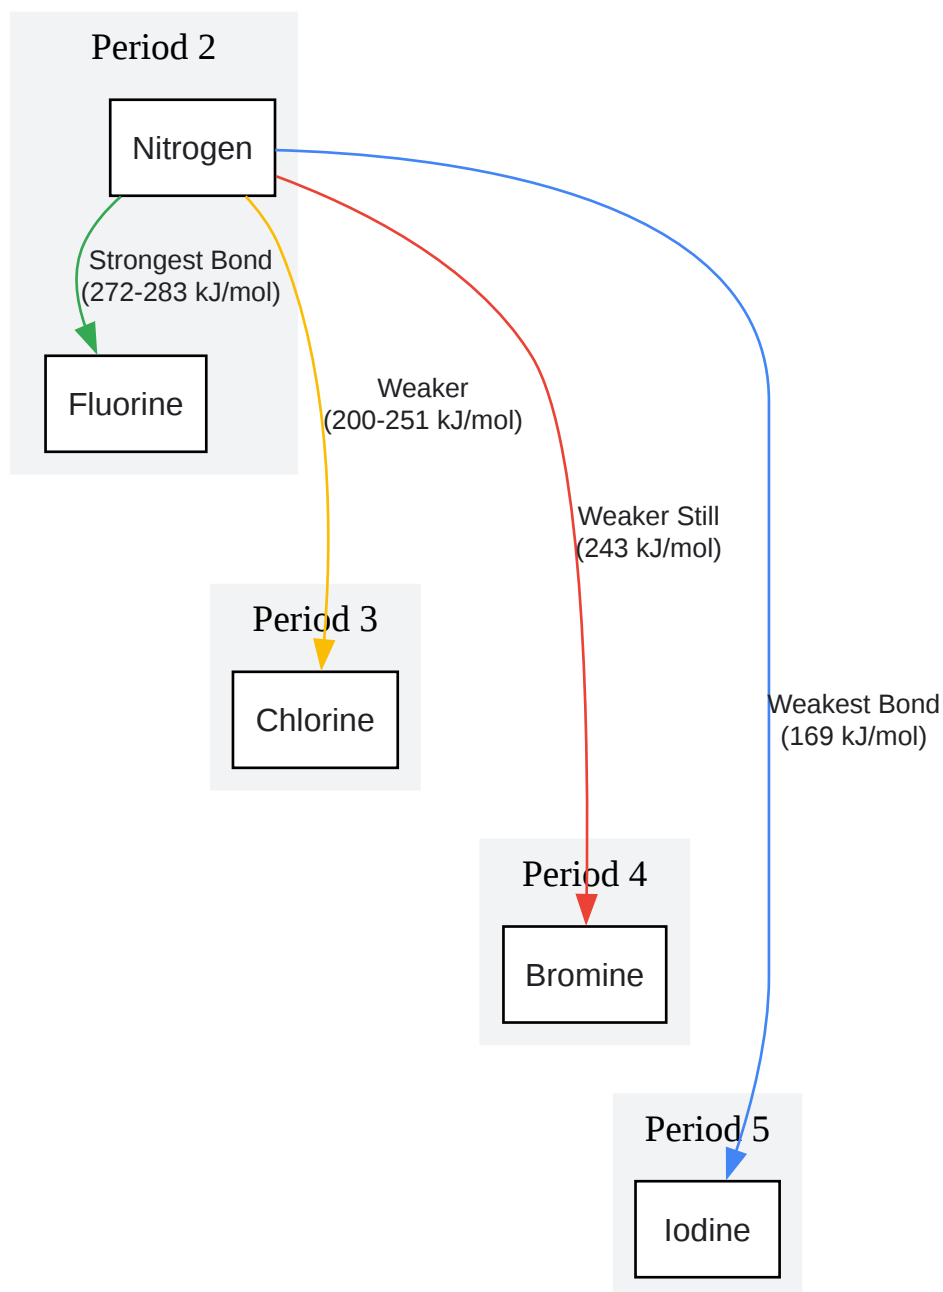 Period 2
Nitrogen
Strongest Bond
(272-283 kJ/mol)
Fluorine
Weaker
(200-251 kJ/mol)
Weaker Still
(243 kJ/mol)
Period 3
Chlorine
Weakest Bond
(169 kJ/mol)
Period 4
Bromine
Period 5
Iodine